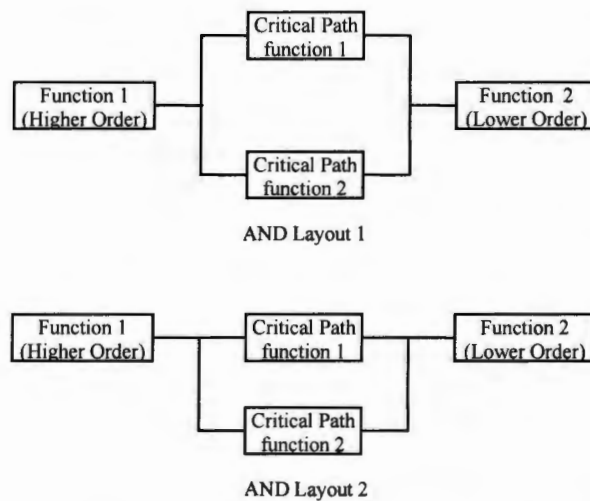 Critical Path
function 1
Function 1
(Higher Order)
Function 2
(Lower Order)
Critical Path
function 2
AND Layout 1
Function 1
(Higher Order)
Critical Path
function 1
Function 2
(Lower Order)
Critical Path
function 2
AND Layout 2